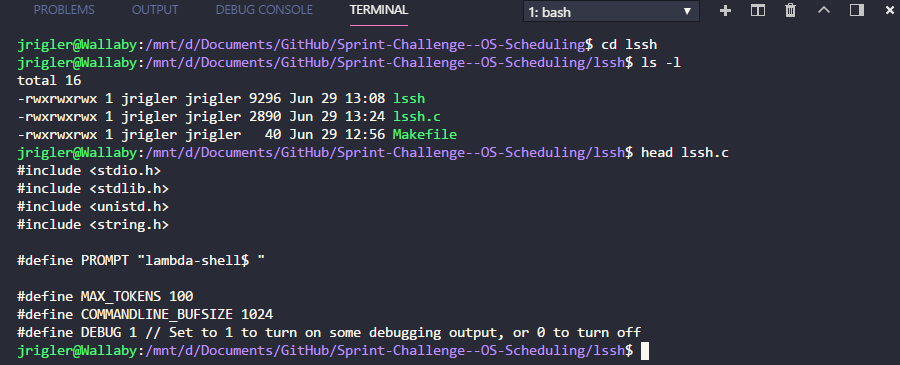 PROBLEMS OUTPUT DEBUG CONSOLE TERMINAL 1: bash
jrigler@Wallaby:/mnt/d/Documents/GitHub/Sprint-Challenge--OS-Scheduling$ cd lssh
jrigler@Wallaby:/mnt/d/Documents/GitHub/Sprint-Challenge--OS-Scheduling/lssh$ ls -l
total 16
-rwxrwxrwx 1 jrigler jrigler 9296 Jun 29 13:08 lssh
-rwxrwxrwx 1 jrigler jrigler 2890 Jun 29 13:24 lssh.c
-rwxrwxrwx 1 jrigler jrigler   40 Jun 29 12:56 Makefile
jrigler@Wallaby:/mnt/d/Documents/GitHub/Sprint-Challenge--OS-Scheduling/lssh$ head lssh.c
#include <stdio.h>
#include <stdlib.h>
#include <unistd.h>
#include <string.h>
#define PROMPT "lambda-shell$ "
#define MAX_TOKENS 100
#define COMMANDLINE_BUFSIZE 1024
#define DEBUG 1 // Set to 1 to turn on some debugging output, or 0 to turn off
jrigler@Wallaby:/mnt/d/Documents/GitHub/Sprint-Challenge--OS-Scheduling/lssh$